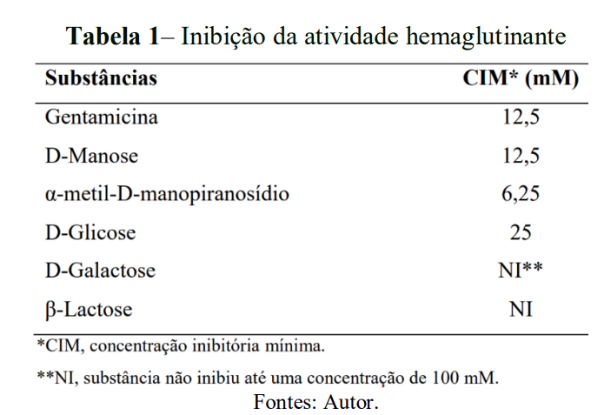 Tabela 1– Inibição da atividade hemaglutinante
Substâncias CIM* (mM)
Gentamicina 12,5
D-Manose 12,5
α-metil-D-manopiranosídio 6,25
D-Glicose 25
D-Galactose NI**
β-Lactose NI
*CIM, concentração inibitória mínima.
**NI, substância não inibiu até uma concentração de 100 mM.
Fontes: Autor.